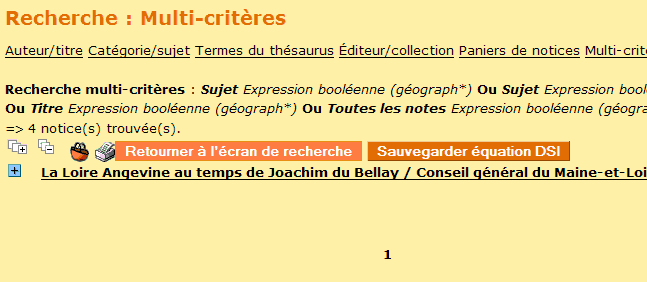 Recherche : Multi-critères
Auteur/titre Catégorie/sujet Termes du thésaurus Éditeur/collection Paniers de notices Multi-crit
Recherche multi-critères : Sujet Expression booléenne (géograph*) Ou Sujet Expression bool
Ou Titre Expression booléenne (géograph*) Ou Toutes les notes Expression booléenne (géogra
=> 4 notice(s) trouvée(s).
Retourner à l'écran de recherche Sauvegarder équation DSI
La Loire Angevine au temps de Joachim du Bellay / Conseil général du Maine-et-Loi
1